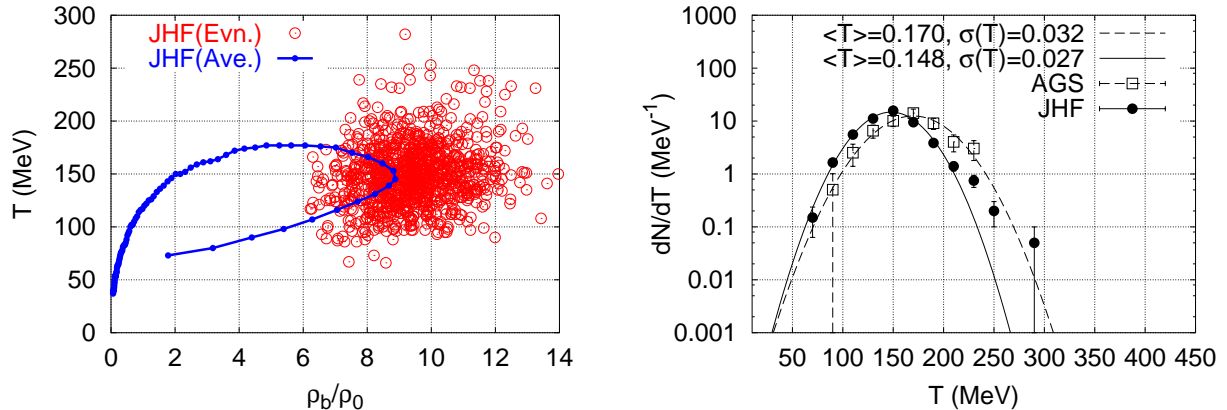 JHF(Evn.)
JHF(Ave.)
300
250
200
150
100
50
0
T (MeV)
0 2 4 6 8 10 12 14
ρb/ρ0
<T>=0.170, σ(T)=0.032
<T>=0.148, σ(T)=0.027
AGS
JHF
1000
100
10
1
0.1
0.01
0.001
dN/dT (MeV⁻¹)
50 100 150 200 250 300 350 400 450
T (MeV)